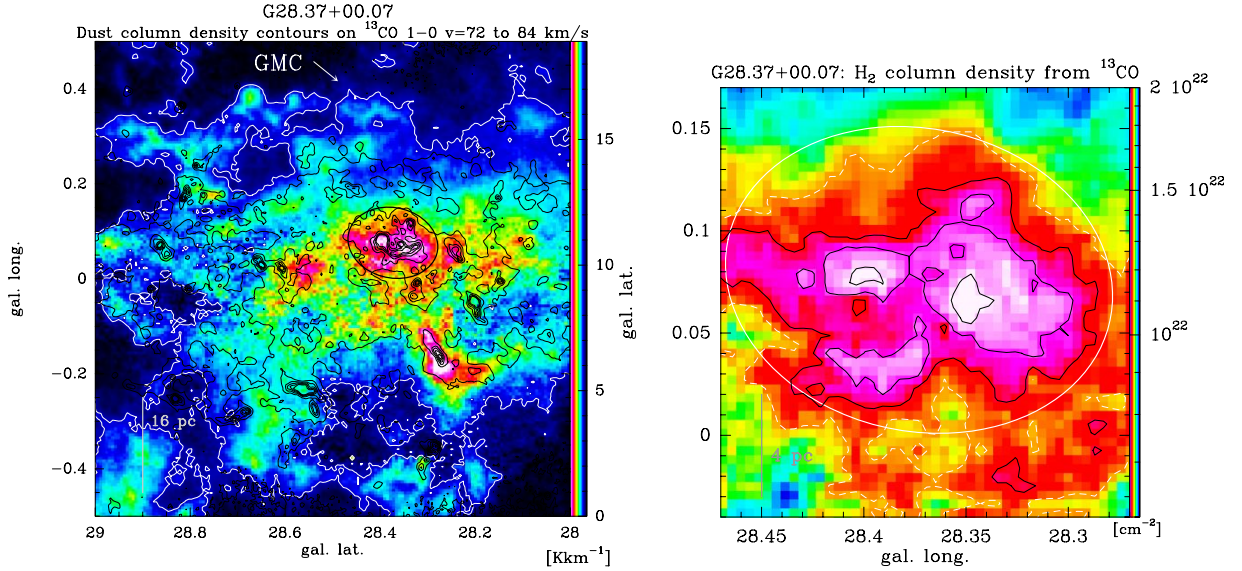 G28.37+00.07
Dust column density contours on ¹³CO 1−0 v=72 to 84 km/s
GMC
0.4
0.2
0
−0.2
−0.4
gal. long.
16 pc
29
28.8
28.6
28.4
28.2
28
gal. lat.
15
10
5
0
[Kkm⁻¹]
G28.37+00.07: H₂ column density from ¹³CO
gal. lat.
0.15
0.1
0.05
0
4 pc
28.45
28.4
28.35
28.3
gal. long.
2 10²²
1.5 10²²
10²²
[cm⁻²]